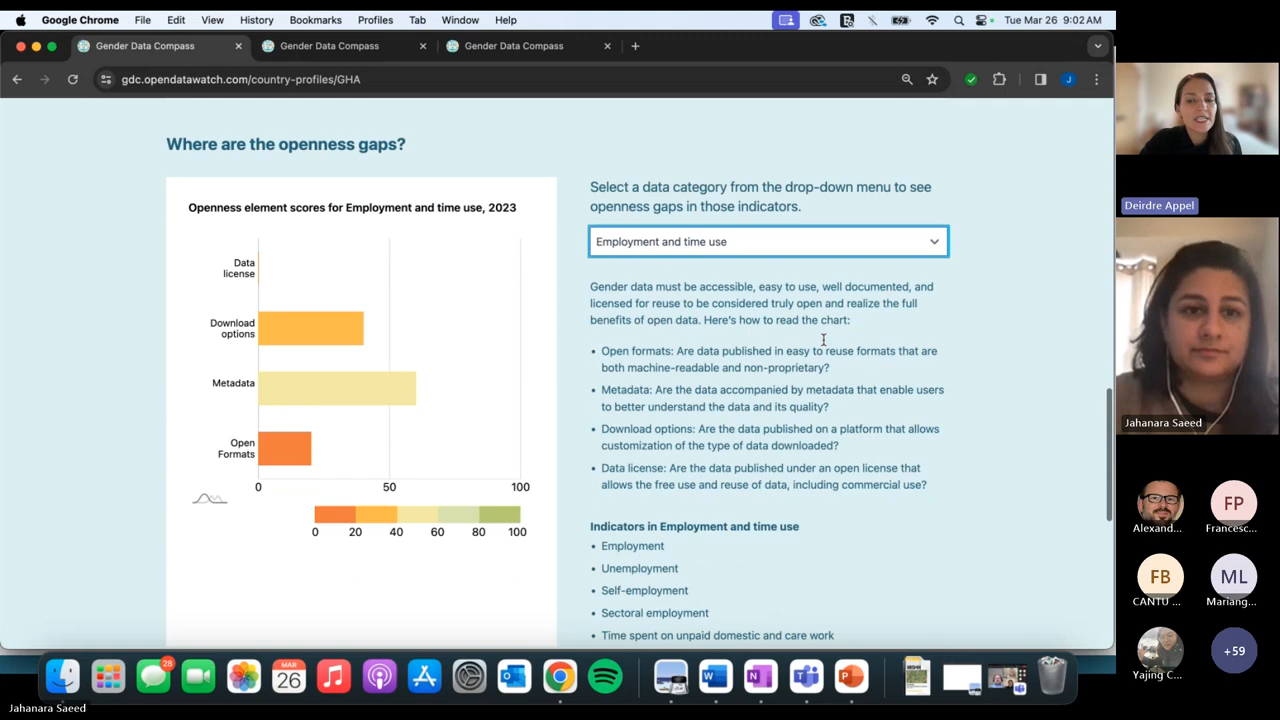 Google Chrome File Edit View History Bookmarks Profiles Tab Window Help Tue Mar 26 9:02 AM
Gender Data Compass
Gender Data Compass
Gender Data Compass
gdc.opendatawatch.com/country-profiles/GHA
J
Where are the openness gaps?
Openness element scores for Employment and time use, 2023
Data
license
Download
options
Metadata
Open
Formats
0 50 100
0 20 40 60 80 100
Select a data category from the drop-down menu to see
openness gaps in those indicators.
Employment and time use
Gender data must be accessible, easy to use, well documented, and
licensed for reuse to be considered truly open and realize the full
benefits of open data. Here's how to read the chart:
• Open formats: Are data published in easy to reuse formats that are
both machine-readable and non-proprietary?
• Metadata: Are the data accompanied by metadata that enable users
to better understand the data and its quality?
• Download options: Are the data published on a platform that allows
customization of the type of data downloaded?
• Data license: Are the data published under an open license that
allows the free use and reuse of data, including commercial use?
Indicators in Employment and time use
• Employment
• Unemployment
• Self-employment
• Sectoral employment
• Time spent on unpaid domestic and care work
28
MAR
26
Deirdre Appel
Jahanara Saeed
Alexand...
FP
Francesc...
FB
CANTU ...
ML
Mariang...
Yajing C...
+59
Jahanara Saeed